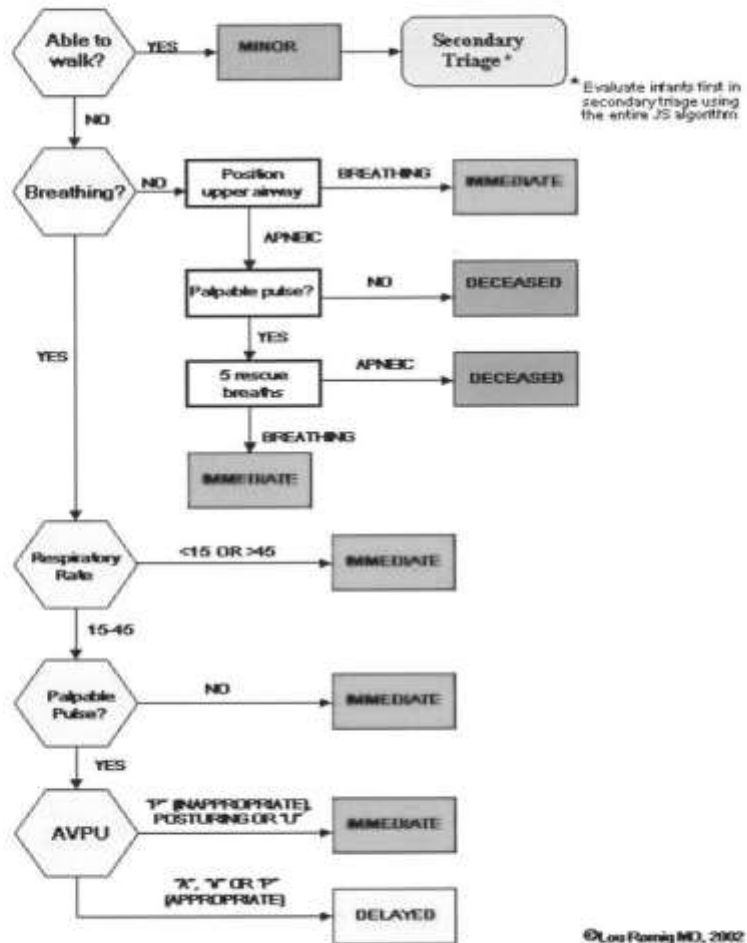 Able to
walk?
YES
MINOR
Secondary
Triage*
* Evaluate infants first in
secondary triage using
the entire JS algorithm
NO
Breathing?
NO
Position
upper airway
BREATHING
IMMEDIATE
APNEIC
Palpable pulse?
NO
DECEASED
YES
5 rescue
breaths
APNEIC
DECEASED
BREATHING
IMMEDIATE
YES
Respiratory
Rate
<15 OR >45
IMMEDIATE
15-45
Palpable
Pulse?
NO
IMMEDIATE
YES
AVPU
"P" (INAPPROPRIATE),
POSTURING OR "U"
IMMEDIATE
"A", "V" OR "P"
(APPROPRIATE)
DELAYED
©Lou Romig MD, 2002